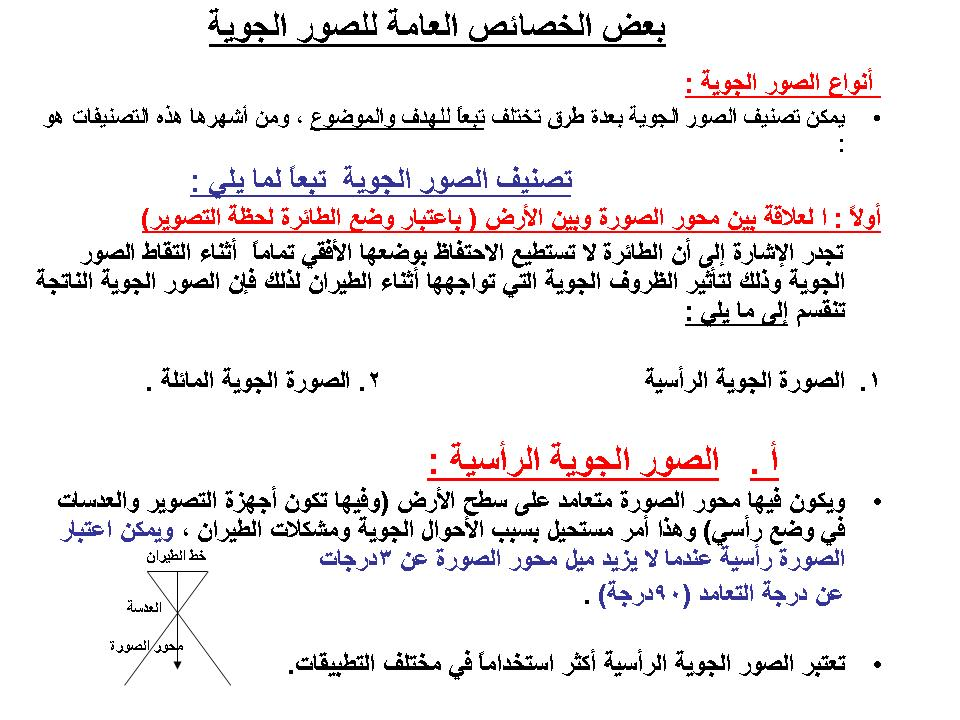 بعض الخصائص العامة للصور الجوية
أنواع الصور الجوية :
• يمكن تصنيف الصور الجوية بعدة طرق تختلف تبعاً للهدف والموضوع ، ومن أشهرها هذه التصنيفات هو
:
تصنيف الصور الجوية تبعاً لما يلي :
أولاً : ا لعلاقة بين محور الصورة وبين الأرض ( باعتبار وضع الطائرة لحظة التصوير)
تجدر الإشارة إلى أن الطائرة لا تستطيع الاحتفاظ بوضعها الأفقي تماماً أثناء التقاط الصور
الجوية وذلك لتأثير الظروف الجوية التي تواجهها أثناء الطيران لذلك فإن الصور الجوية الناتجة
تنقسم إلى ما يلي :
١. الصورة الجوية الرأسية ٢. الصورة الجوية المائلة .
أ . الصور الجوية الرأسية :
• ويكون فيها محور الصورة متعامد على سطح الأرض (وفيها تكون أجهزة التصوير والعدسات
في وضع رأسي) وهذا أمر مستحيل بسبب الأحوال الجوية ومشكلات الطيران ، ويمكن اعتبار
الصورة رأسية عندما لا يزيد ميل محور الصورة عن ٣درجات
عن درجة التعامد (٩٠درجة) .
خط الطيران
العدسة
محور الصورة
• تعتبر الصور الجوية الرأسية أكثر استخداماً في مختلف التطبيقات.